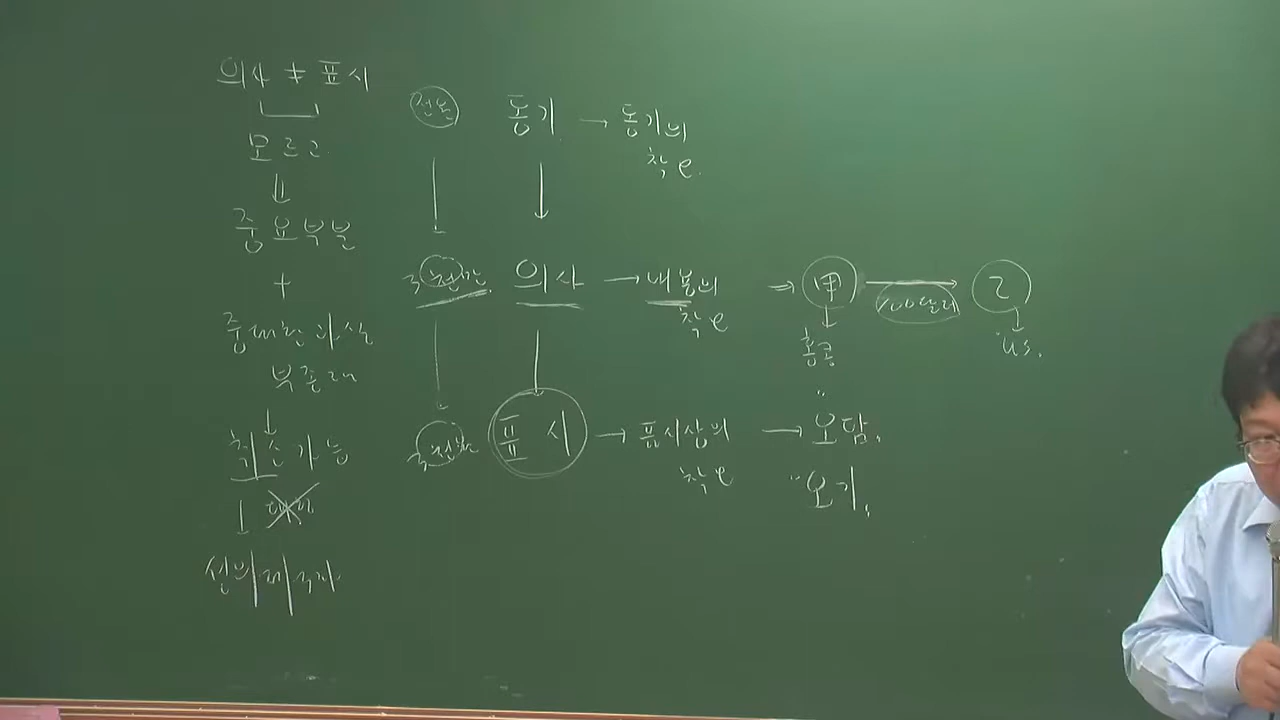 의사 ≠ 표시
모르고
⇓
중요부분
+
중대한 과실
부존재
↓
취소가능
↓
선의 제3자
동기 → 동기의
착오.
↓
의사 → 내용의
착오
⇒ 甲 → 乙
100달러
↓ 홍콩
↓ US.
표시 → 표시상의
착오
→ "오담"
"오기"